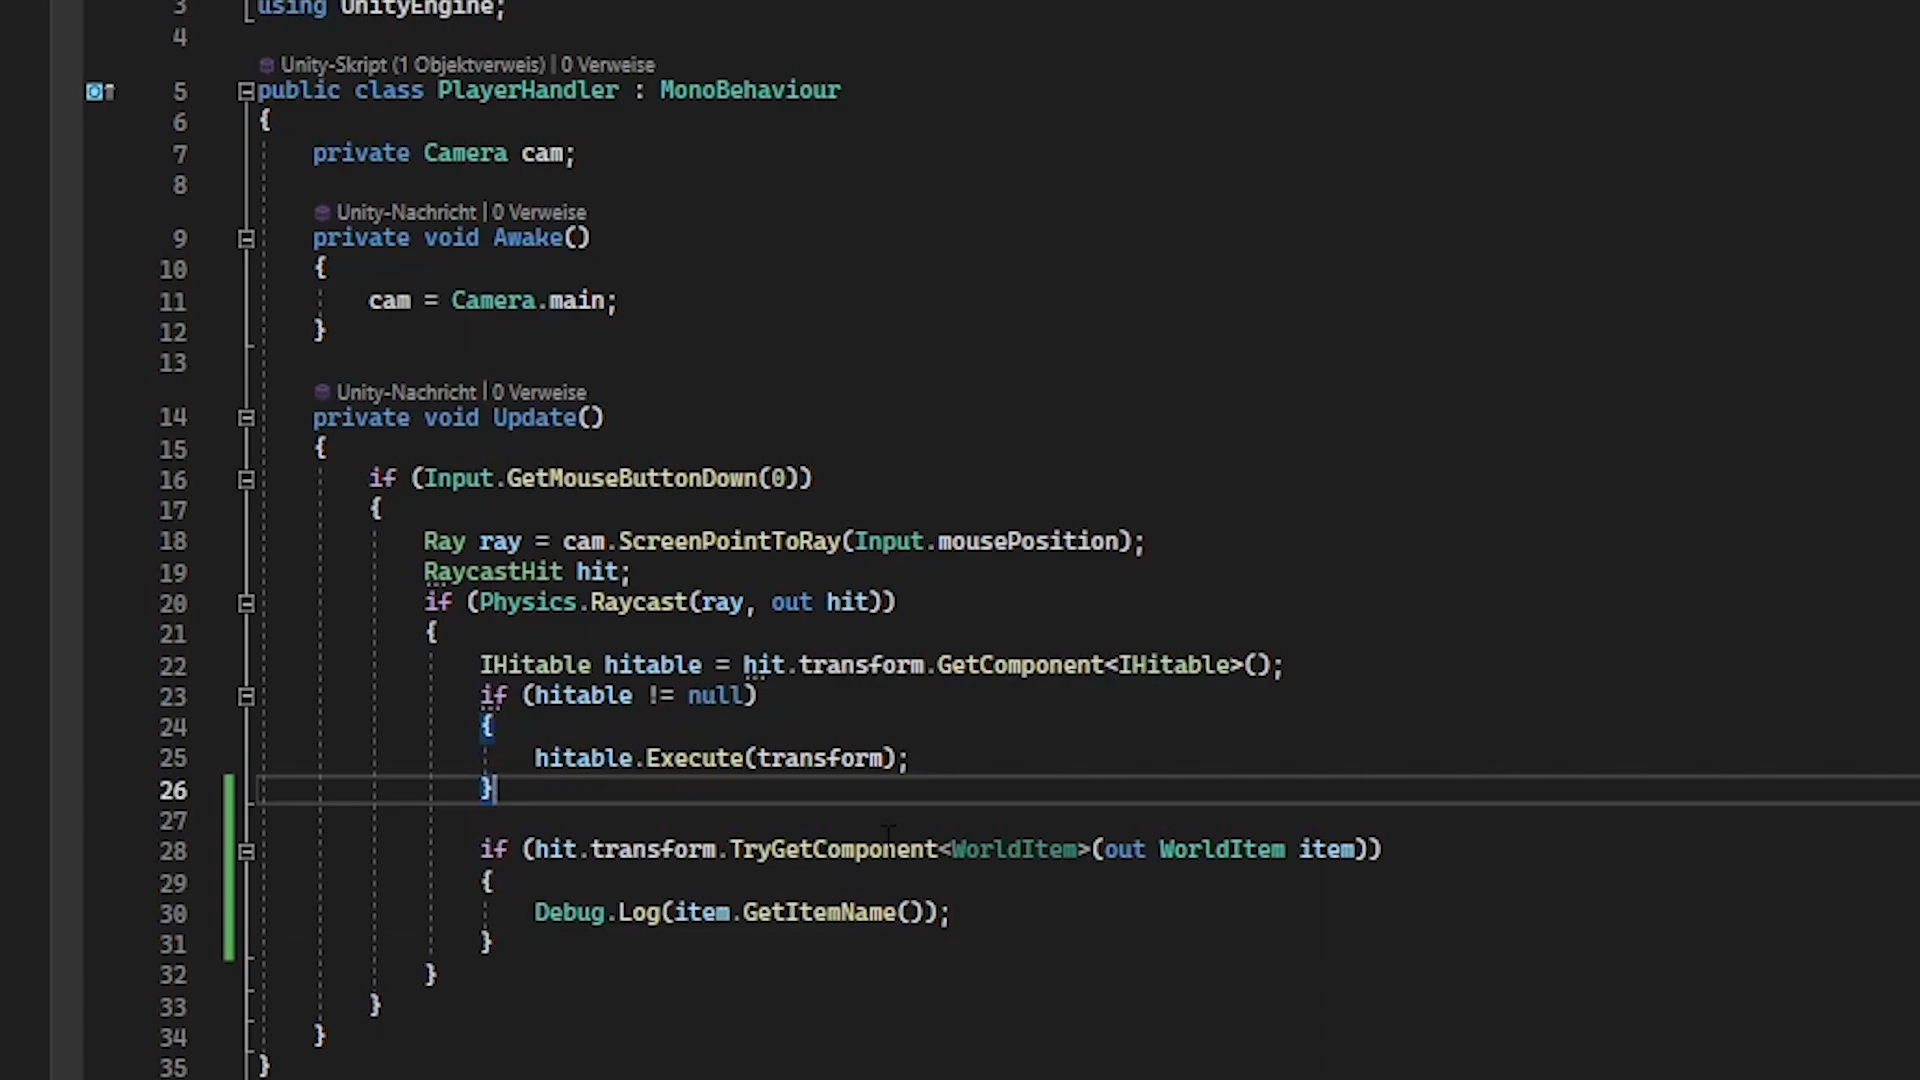 3 using UnityEngine;
4
Unity-Skript (1 Objektverweis) | 0 Verweise
5 public class PlayerHandler : MonoBehaviour
6 {
7 private Camera cam;
8
Unity-Nachricht | 0 Verweise
9 private void Awake()
10 {
11 cam = Camera.main;
12 }
13
Unity-Nachricht | 0 Verweise
14 private void Update()
15 {
16 if (Input.GetMouseButtonDown(0))
17 {
18 Ray ray = cam.ScreenPointToRay(Input.mousePosition);
19 RaycastHit hit;
20 if (Physics.Raycast(ray, out hit))
21 {
22 IHitable hitable = hit.transform.GetComponent<IHitable>();
23 if (hitable != null)
24 {
25 hitable.Execute(transform);
26 }
27
28 if (hit.transform.TryGetComponent<WorldItem>(out WorldItem item))
29 {
30 Debug.Log(item.GetItemName());
31 }
32 }
33 }
34 }
35 }